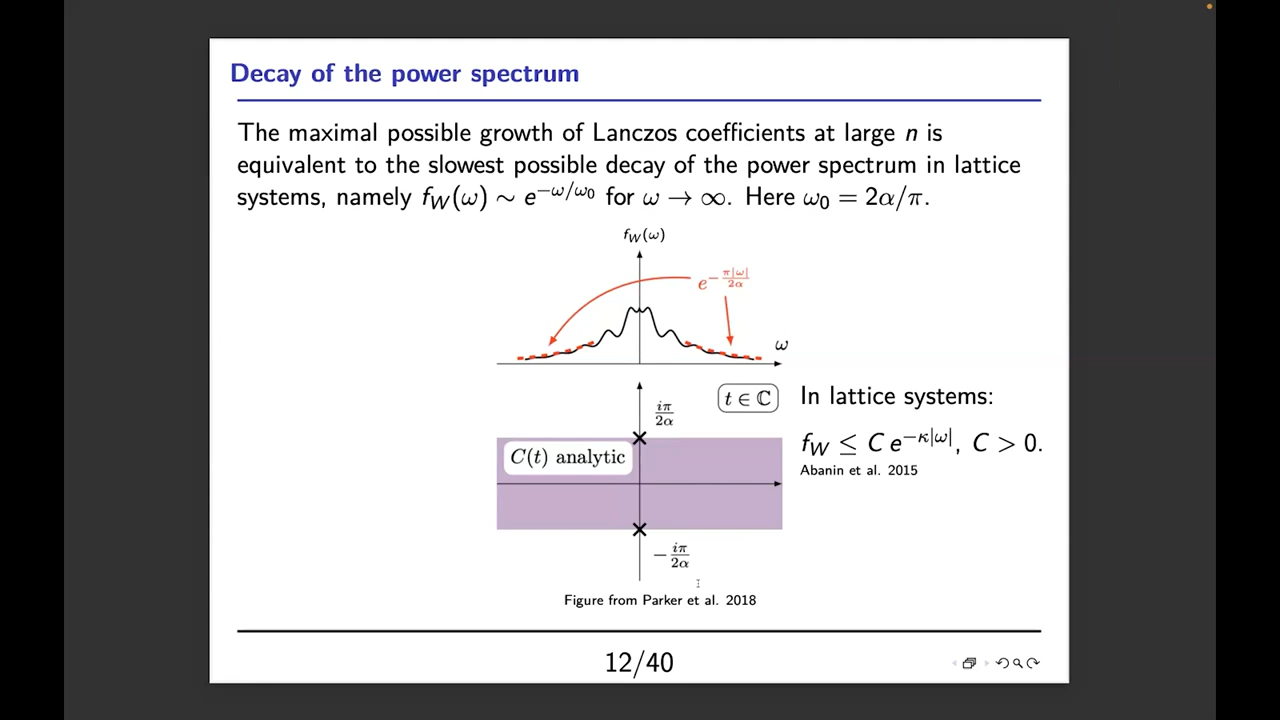 Decay of the power spectrum
The maximal possible growth of Lanczos coefficients at large n is
equivalent to the slowest possible decay of the power spectrum in lattice
systems, namely f_W(ω) ∼ e^{−ω/ω₀} for ω → ∞. Here ω₀ = 2α/π.
f_W(ω)
e^{−π|ω|/2α}
ω
t ∈ ℂ
iπ/2α
C(t) analytic
−iπ/2α
In lattice systems:
f_W ≤ C e^{−κ|ω|}, C > 0.
Abanin et al. 2015
Figure from Parker et al. 2018
12/40